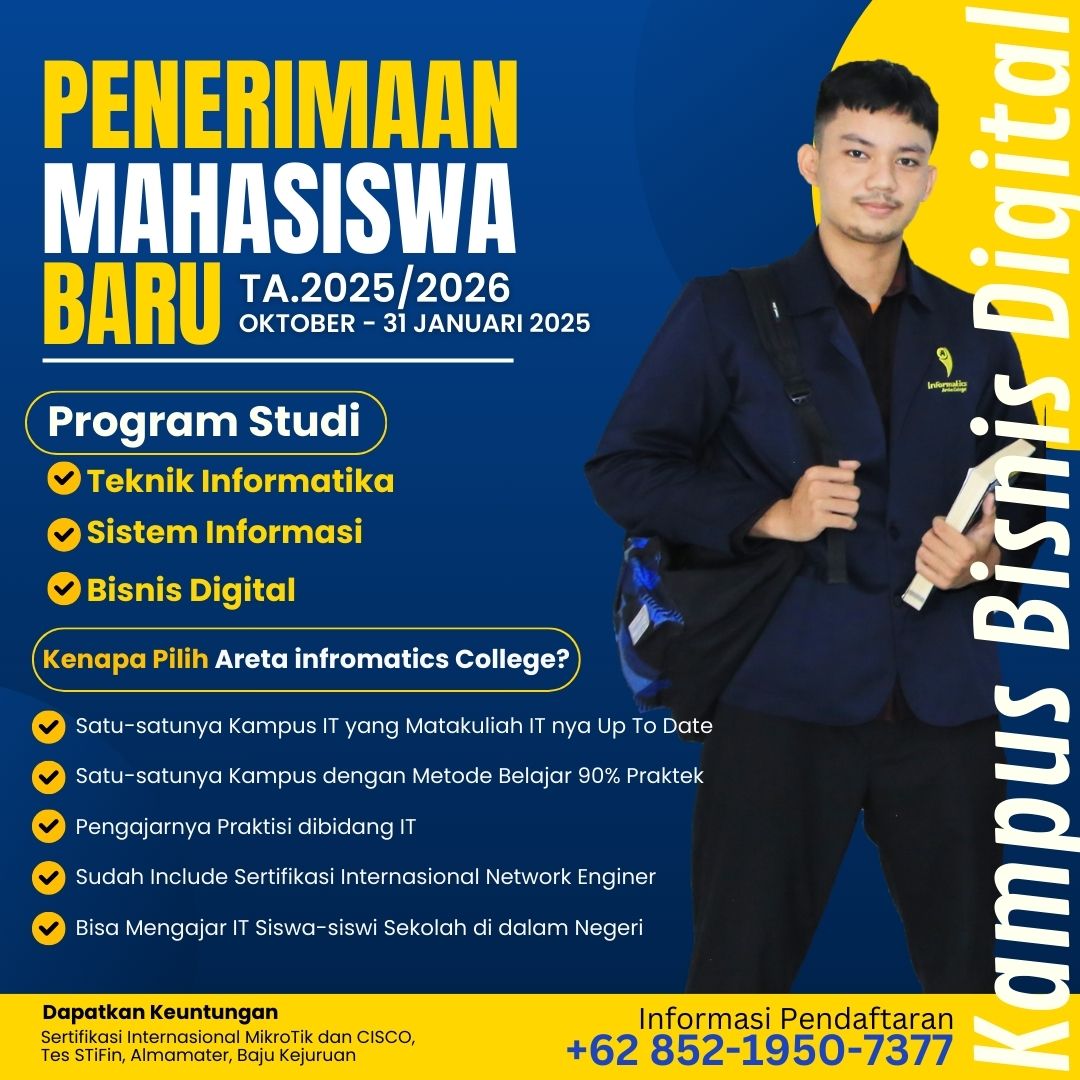 PENERIMAAN
MAHASISWA
BARU
TA.2025/2026
OKTOBER - 31 JANUARI 2025
Program Studi
Teknik Informatika
Sistem Informasi
Bisnis Digital
Kenapa Pilih Areta infromatics College?
Satu-satunya Kampus IT yang Matakuliah IT nya Up To Date
Satu-satunya Kampus dengan Metode Belajar 90% Praktek
Pengajarnya Praktisi dibidang IT
Sudah Include Sertifikasi Internasional Network Enginer
Bisa Mengajar IT Siswa-siswi Sekolah di dalam Negeri
Dapatkan Keuntungan
Sertifikasi Internasional MikroTik dan CISCO,
Tes STiFin, Almamater, Baju Kejuruan
Informasi Pendaftaran
+62 852-1950-7377
Kampus Bisnis Digital
Informatics
Areta College